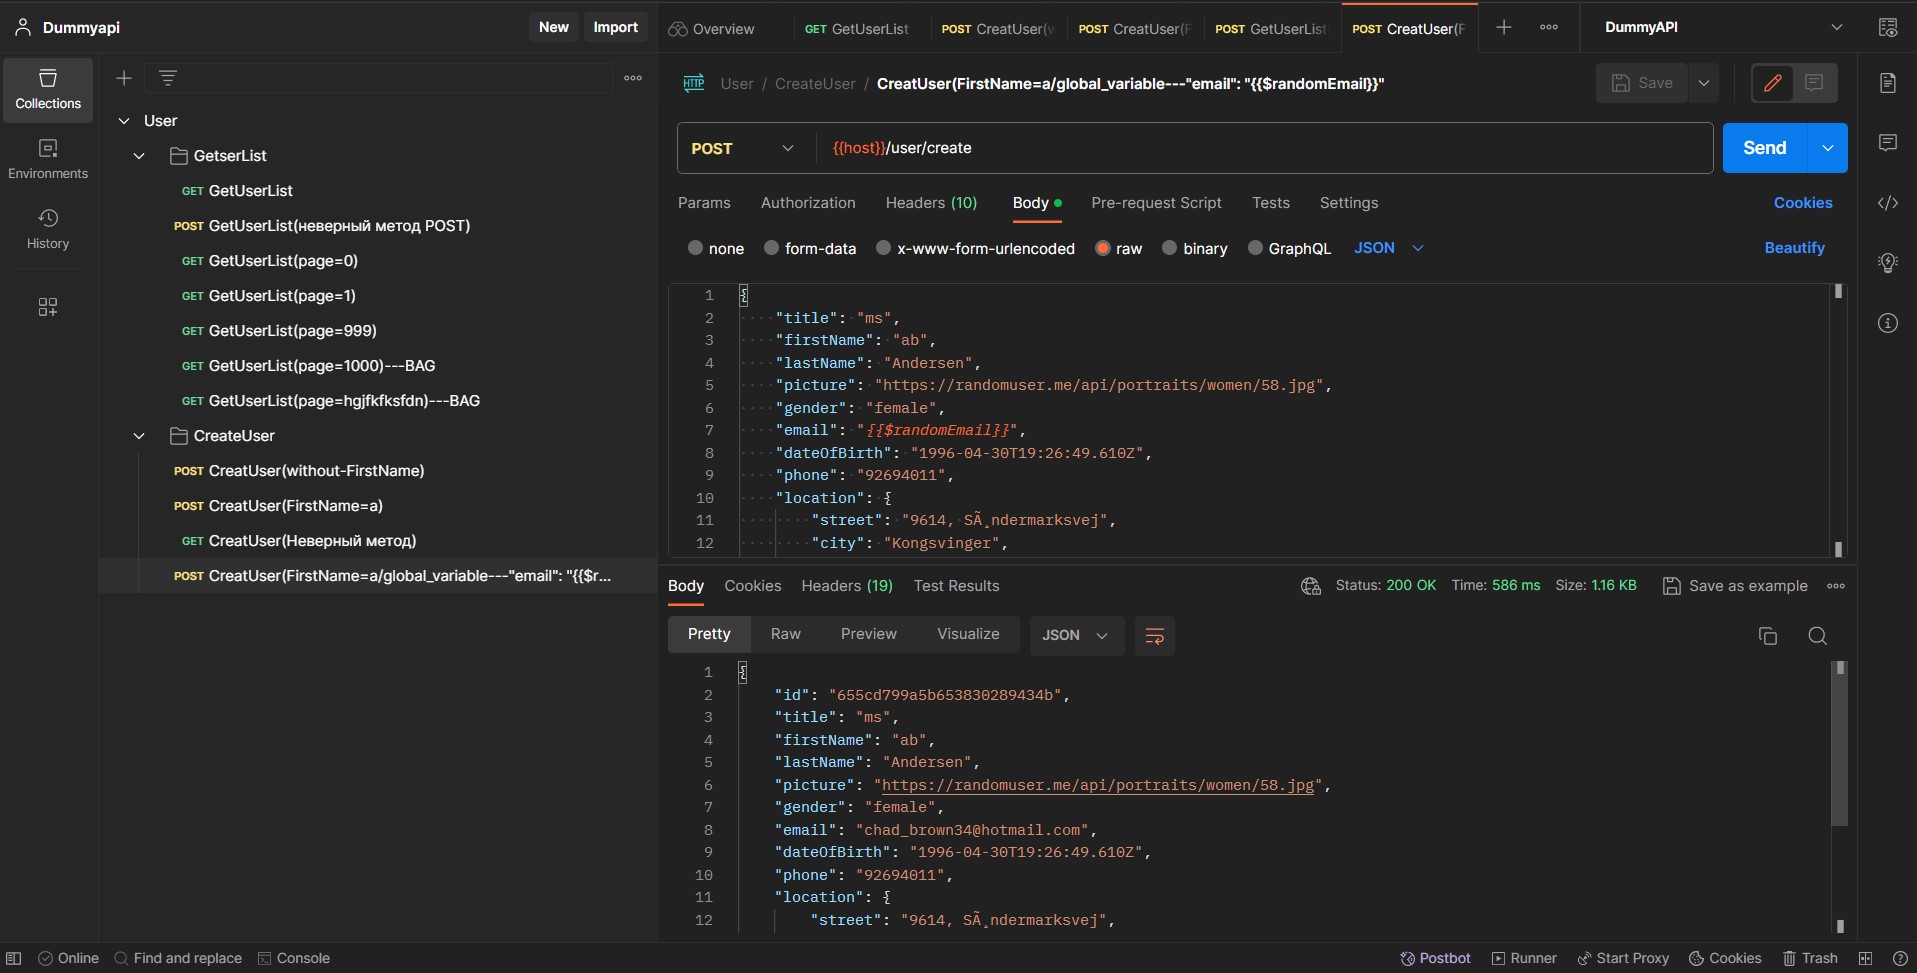 Dummyapi
New
Import
Overview
GET GetUserList
POST CreatUser(w
POST CreatUser(F
POST GetUserList
POST CreatUser(F
DummyAPI
Collections
Environments
History
User
GetserList
GET GetUserList
POST GetUserList(неверный метод POST)
GET GetUserList(page=0)
GET GetUserList(page=1)
GET GetUserList(page=999)
GET GetUserList(page=1000)---BAG
GET GetUserList(page=hgjfkfksfdn)---BAG
CreateUser
POST CreatUser(without-FirstName)
POST CreatUser(FirstName=a)
GET CreatUser(Неверный метод)
POST CreatUser(FirstName=a/global_variable---"email": "{{$r...
HTTP User / CreateUser / CreatUser(FirstName=a/global_variable---"email": "{{$randomEmail}}"
Save
POST {{host}}/user/create
Send
Params Authorization Headers (10) Body Pre-request Script Tests Settings
Cookies
none form-data x-www-form-urlencoded raw binary GraphQL JSON
Beautify
1 {
2 "title": "ms",
3 "firstName": "ab",
4 "lastName": "Andersen",
5 "picture": "https://randomuser.me/api/portraits/women/58.jpg",
6 "gender": "female",
7 "email": "{{$randomEmail}}",
8 "dateOfBirth": "1996-04-30T19:26:49.610Z",
9 "phone": "92694011",
10 "location": {
11 "street": "9614, SÃ¸ndermarksvej",
12 "city": "Kongsvinger",
Body Cookies Headers (19) Test Results
Status: 200 OK Time: 586 ms Size: 1.16 KB
Save as example
Pretty Raw Preview Visualize JSON
1 {
2 "id": "655cd799a5b653830289434b",
3 "title": "ms",
4 "firstName": "ab",
5 "lastName": "Andersen",
6 "picture": "https://randomuser.me/api/portraits/women/58.jpg",
7 "gender": "female",
8 "email": "chad_brown34@hotmail.com",
9 "dateOfBirth": "1996-04-30T19:26:49.610Z",
10 "phone": "92694011",
11 "location": {
12 "street": "9614, SÃ¸ndermarksvej",
Online
Find and replace
Console
Postbot
Runner
Start Proxy
Cookies
Trash